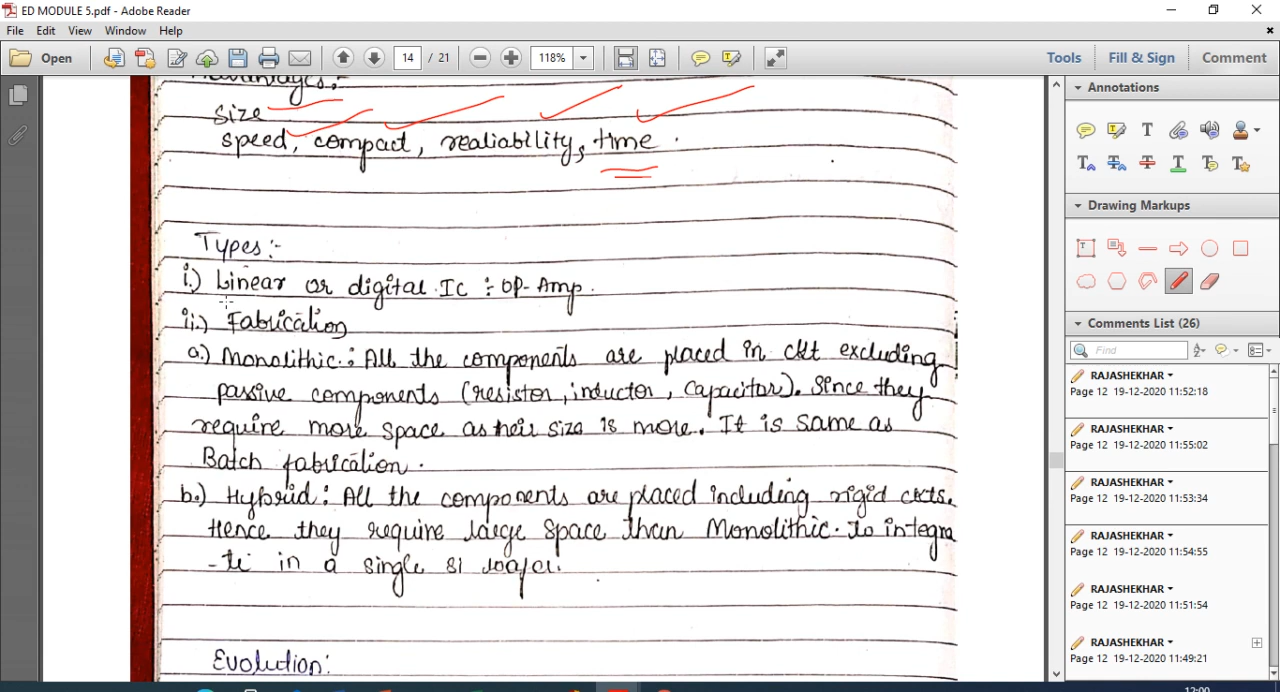 ED MODULE 5.pdf - Adobe Reader
File Edit View Window Help
Open 14 / 21 118% Tools Fill & Sign Comment
Advantages:-
size
speed, compact, realiability, time.
Types:-
i.) Linear or digital IC : OP-Amp.
ii.) Fabrication
a.) Monolithic: All the components are placed in ckt excluding
passive components (resistor, inductor, capacitor). Since they
require more space as their size is more. It is same as
Batch fabrication.
b.) Hybrid: All the components are placed including rigid ckts.
Hence they require large space than Monolithic. To integra
-te in a single si wafer.
Evolution:
Annotations
T
T T T T T T
Drawing Markups
Comments List (26)
Find
RAJASHEKHAR
Page 12 19-12-2020 11:52:18
RAJASHEKHAR
Page 12 19-12-2020 11:55:02
RAJASHEKHAR
Page 12 19-12-2020 11:53:34
RAJASHEKHAR
Page 12 19-12-2020 11:54:55
RAJASHEKHAR
Page 12 19-12-2020 11:51:54
RAJASHEKHAR
Page 12 19-12-2020 11:49:21
12:00